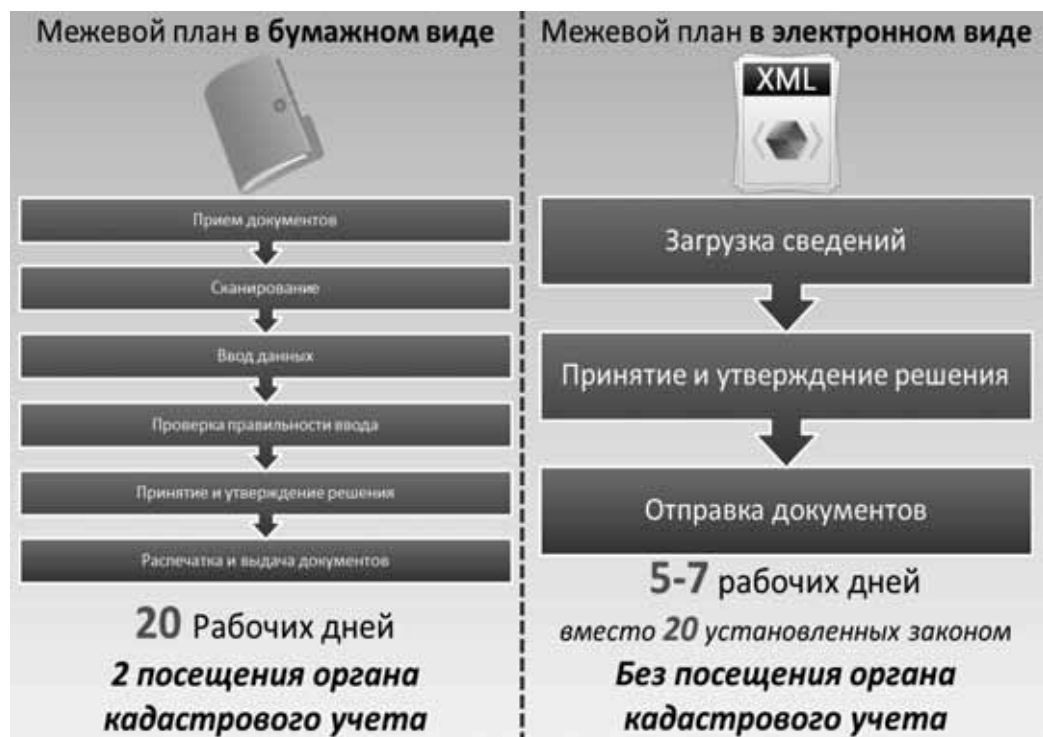 Межевой план в бумажном виде
Прием документов
Сканирование
Ввод данных
Проверка правильности ввода
Принятие и утверждение решения
Распечатка и выдача документов
20 Рабочих дней
2 посещения органа
кадастрового учета
Межевой план в электронном виде
XML
Загрузка сведений
Принятие и утверждение решения
Отправка документов
5-7 рабочих дней
вместо 20 установленных законом
Без посещения органа
кадастрового учета